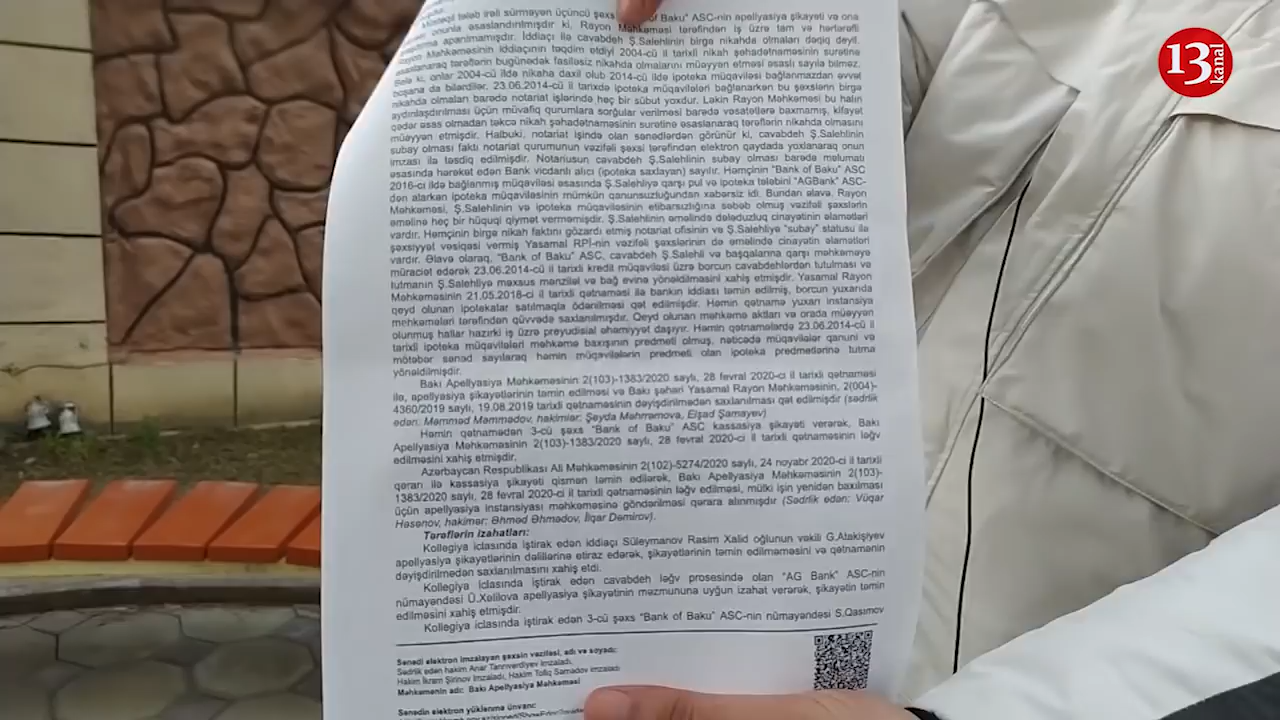 Müstəqil tələb irəli sürməyən üçüncü şəxs of Baku" ASC-nin apellyasiya şikayəti və ona
onunla əsaslandırılmışdır ki, Rayon Məhkəməsi tərəfindən iş üzrə tam və hərtərəfli
aparılmamışdır. İddiaçı ilə cavabdeh Ş.Salehlinin birgə nikahda olmaları dəqiq deyil.
Rayon Məhkəməsinin iddiaçının təqdim etdiyi 2004-cü il tarixli nikah şəhadətnaməsinin surətinə
əsaslanaraq tərəflərin bugünədək fasiləsiz nikahda olmalarını müəyyən etməsi əsaslı sayıla bilməz.
Belə ki, onlar 2004-cü ildə nikaha daxil olub 2014-cü ildə ipoteka müqaviləsi bağlanmazdan əvvəl
boşana da bilərdilər. 23.06.2014-cü il tarixdə ipoteka müqavilələri bağlanarkən bu şəxslərin birgə
nikahda olmaları barədə notariat işlərində heç bir sübut yoxdur. Lakin Rayon Məhkəməsi bu halın
aydınlaşdırılması üçün müvafiq qurumlara sorğular verilməsi barədə vəsatətlərə baxmamış, kifayət
qədər əsas olmadan təkcə nikah şəhadətnaməsinin surətinə əsaslanaraq tərəflərin nikahda olmasını
müəyyən etmişdir. Halbuki, notariat işində olan sənədlərdən görünür ki, cavabdeh Ş.Salehlinin
subay olması faktı notariat qurumunun vəzifəli şəxsi tərəfindən elektron qaydada yoxlanaraq onun
imzası ilə təsdiq edilmişdir. Notariusun cavabdeh Ş.Salehlinin subay olması barədə məlumatı
əsasında hərəkət edən Bank vicdanlı alıcı (ipoteka saxlayan) sayılır. Həmçinin "Bank of Baku" ASC
2016-cı ildə bağlanmış müqaviləsi əsasında Ş.Salehliyə qarşı pul və ipoteka tələbini "AGBank" ASC-
dən alarkən ipoteka müqaviləsinin mümkün qanunsuzluğundan xəbərsiz idi. Bundan əlavə, Rayon
Məhkəməsi, Ş.Salehlinin və ipoteka müqaviləsinin etibarsızlığına səbəb olmuş vəzifəli şəxslərin
əməlinə heç bir hüquqi qiymət verməmişdir. Ş.Salehlinin əməlində dələduzluq cinayətinin əlamətləri
vardır. Həmçinin birgə nikah faktını gözardı etmiş notariat ofisinin və Ş.Salehliyə "subay" statusu ilə
şəxsiyyət vəsiqəsi vermiş Yasamal RPİ-nin vəzifəli şəxslərinin də əməlində cinayətin əlamətləri
vardır. Əlavə olaraq, "Bank of Baku" ASC, cavabdeh Ş.Salehli və başqalarına qarşı məhkəməyə
müraciət edərək 23.06.2014-cü il tarixli kredit müqaviləsi üzrə borcun cavabdehlərdən tutulması və
tutmanın Ş.Salehliyə məxsus mənzilə və bağ evinə yönəldilməsini xahiş etmişdir. Yasamal Rayon
Məhkəməsinin 21.05.2018-ci il tarixli qətnaməsi ilə bankın iddiası təmin edilmiş, borcun yuxarıda
qeyd olunan ipotekalar satılmaqla ödənilməsi qət edilmişdir. Həmin qətnamə yuxarı instansiya
məhkəmələri tərəfindən qüvvədə saxlanılmışdır. Qeyd olunan məhkəmə aktları və orada müəyyən
olunmuş hallar hazırki iş üzrə preyudisial əhəmiyyət daşıyır. Həmin qətnamələrdə 23.06.2014-cü il
tarixli ipoteka müqavilələri məhkəmə baxışının predmeti olmuş, nəticədə müqavilələr qanuni və
mötəbər sənəd sayılaraq həmin müqavilələrin predmeti olan ipoteka predmetlərinə tutma
yönəldilmişdir.
Bakı Apellyasiya Məhkəməsinin 2(103)-1383/2020 saylı, 28 fevral 2020-ci il tarixli qətnaməsi
ilə, apellyasiya şikayətlərinin təmin edilməsi və Bakı şəhəri Yasamal Rayon Məhkəməsinin, 2(004)-
4360/2019 saylı, 19.08.2019 tarixli qətnaməsinin dəyişdirilmədən saxlanılması qət edilmişdir (sədrlik
edən: Məmməd Məmmədov, hakimlər: Şəyda Məhrrəmova, Elşad Şamayev)
Həmin qətnamədən 3-cü şəxs "Bank of Baku" ASC kassasiya şikayəti verərək, Bakı
Apellyasiya Məhkəməsinin 2(103)-1383/2020 saylı, 28 fevral 2020-ci il tarixli qətnaməsinin ləğv
edilməsini xahiş etmişdir.
Azərbaycan Respublikası Ali Məhkəməsinin 2(102)-5274/2020 saylı, 24 noyabr 2020-ci il tarixli
qərarı ilə kassasiya şikayəti qismən təmin edilərək, Bakı Apellyasiya Məhkəməsinin 2(103)-
1383/2020 saylı, 28 fevral 2020-ci il tarixli qətnaməsinin ləğv edilməsi, mülki işin yenidən baxılması
üçün apellyasiya instansiyası məhkəməsinə göndərilməsi qərara alınmışdır (Sədrlik edən: Vüqar
Həsənov, hakimər: Əhməd Əhmədov, İlqar Dəmirov).
Tərəflərin izahatları:
Kollegiya iclasında iştirak edən iddiaçı Süleymanov Rasim Xalid oğlunun vəkili G.Atakişiyev
apellyasiya şikayətlərinin dəlillərinə etiraz edərək, şikayətlərinin təmin edilməməsini və qətnamənin
dəyişdirilmədən saxlanılmasını xahiş etdi.
Kollegiya iclasında iştirak edən cavabdeh ləğv prosesində olan "AG Bank" ASC-nin
nümayəndəsi Ü.Xəlilova apellyasiya şikayətinin məzmununa uyğun izahat verərək, şikayətin təmin
edilməsini xahiş etmişdir.
Kollegiya iclasında iştirak edən 3-cü şəxs "Bank of Baku" ASC-nin nümayəndəsi S.Qasımov
Sənədi elektron imzalayan şəxsin vəzifəsi, adı və soyadı:
Sədrlik edən hakim Anar Tanrıverdiyev imzaladı,
Hakim İkram Şirinov imzaladı, Hakim Tofiq Səmədov imzaladı
Məhkəmənin adı: Bakı Apellyasiya Məhkəməsi
Sənədin elektron yüklənmə ünvanı:
13
kanal